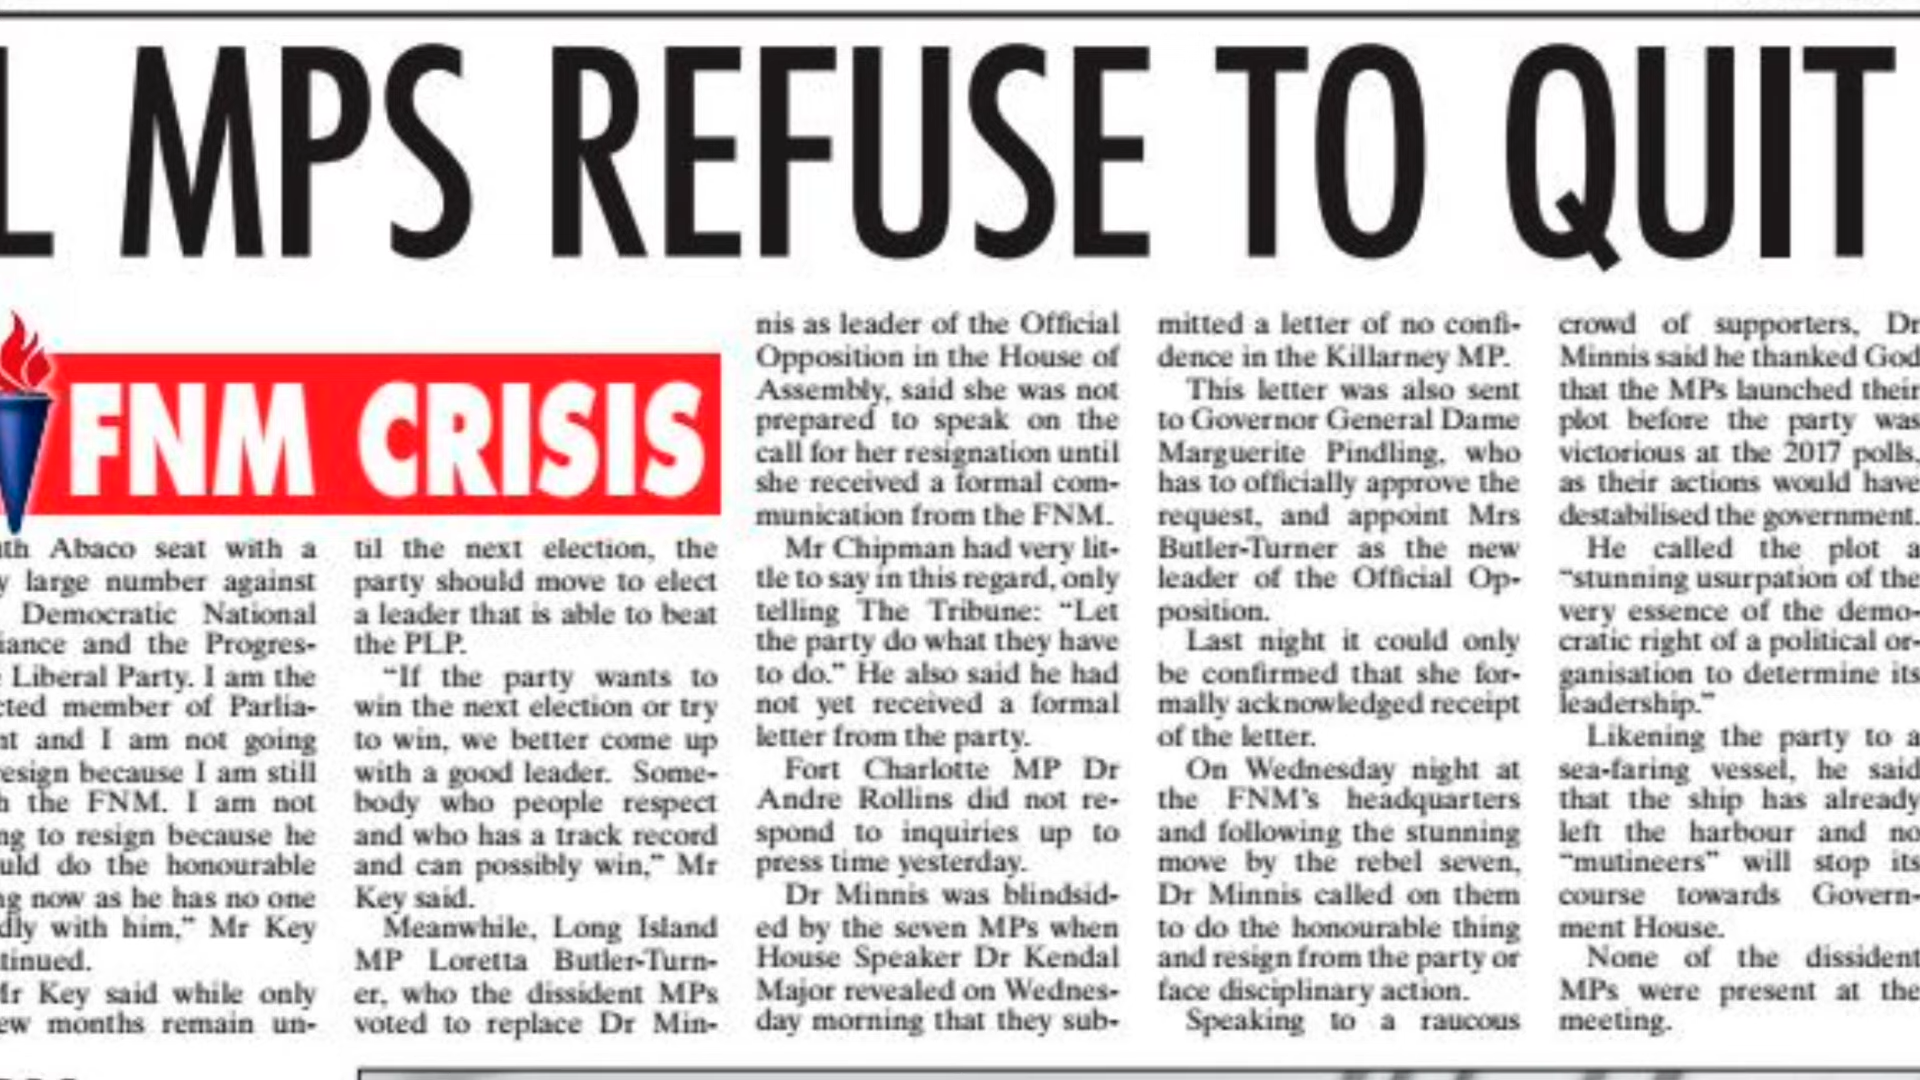 MPS REFUSE TO QUIT
FNM CRISIS
Abaco seat with a
large number against
Democratic National
and the Progres-
Liberal Party. I am the
member of Parlia-
and I am not going
because I am still
the FNM. I am not
to resign because he
do the honourable
now as he has no one
with him,” Mr Key

Key said while only
months remain un-
til the next election, the
party should move to elect
a leader that is able to beat
the PLP.
“If the party wants to
win the next election or try
to win, we better come up
with a good leader. Some-
body who people respect
and who has a track record
and can possibly win,” Mr
Key said.
Meanwhile, Long Island
MP Loretta Butler-Turn-
er, who the dissident MPs
voted to replace Dr Min-
nis as leader of the Official
Opposition in the House of
Assembly, said she was not
prepared to speak on the
call for her resignation until
she received a formal com-
munication from the FNM.
Mr Chipman had very lit-
tle to say in this regard, only
telling The Tribune: “Let
the party do what they have
to do.” He also said he had
not yet received a formal
letter from the party.
Fort Charlotte MP Dr
Andre Rollins did not re-
spond to inquiries up to
press time yesterday.
Dr Minnis was blindsid-
ed by the seven MPs when
House Speaker Dr Kendal
Major revealed on Wednes-
day morning that they sub-
mitted a letter of no confi-
dence in the Killarney MP.
This letter was also sent
to Governor General Dame
Marguerite Pindling, who
has to officially approve the
request, and appoint Mrs
Butler-Turner as the new
leader of the Official Op-
position.
Last night it could only
be confirmed that she for-
mally acknowledged receipt
of the letter.
On Wednesday night at
the FNM’s headquarters
and following the stunning
move by the rebel seven,
Dr Minnis called on them
to do the honourable thing
and resign from the party or
face disciplinary action.
Speaking to a raucous
crowd of supporters, Dr
Minnis said he thanked God
that the MPs launched their
plot before the party was
victorious at the 2017 polls,
as their actions would have
destabilised the government.
He called the plot a
“stunning usurpation of the
very essence of the demo-
cratic right of a political or-
ganisation to determine its
leadership.”
Likening the party to a
sea-faring vessel, he said
that the ship has already
left the harbour and no
“mutineers” will stop its
course towards Govern-
ment House.
None of the dissident
MPs were present at the
meeting.